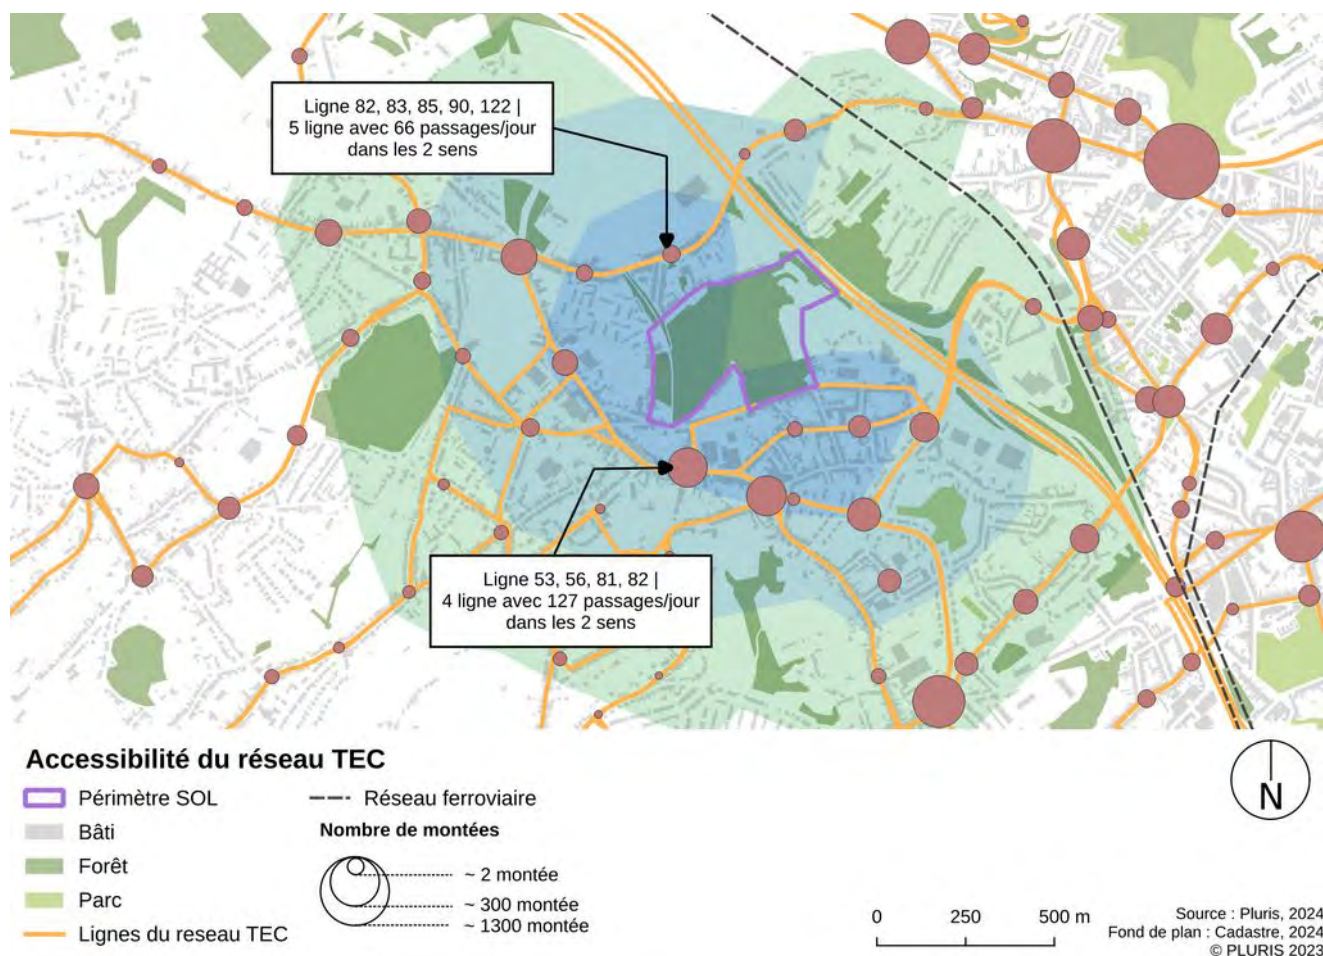 Ligne 82, 83, 85, 90, 122 |
5 ligne avec 66 passages/jour
dans les 2 sens
Ligne 53, 56, 81, 82 |
4 ligne avec 127 passages/jour
dans les 2 sens
Accessibilité du réseau TEC
Périmètre SOL
Bâti
Forêt
Parc
Lignes du reseau TEC
Réseau ferroviaire
Nombre de montées
~ 2 montée
~ 300 montée
~ 1300 montée
N
0 250 500 m
Source : Pluris, 2024
Fond de plan : Cadastre, 2024
© PLURIS 2023